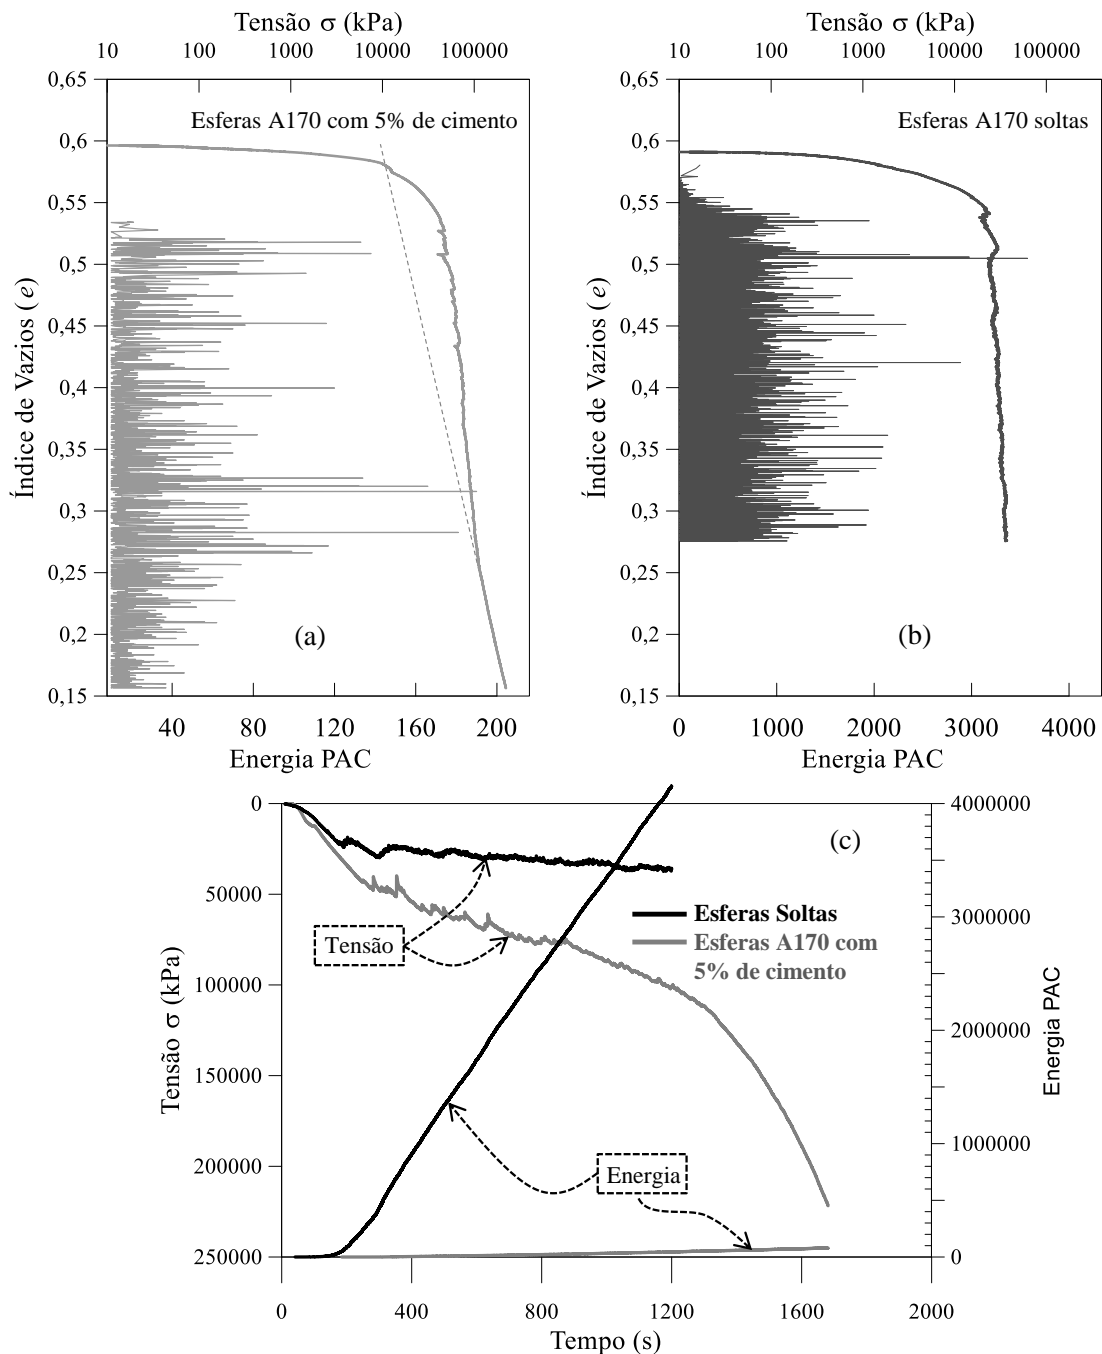 Tensão σ (kPa)
10 100 1000 10000 100000
0,65
0,6
0,55
0,5
0,45
0,4
0,35
0,3
0,25
0,2
0,15
Índice de Vazios (e)
Esferas A170 com 5% de cimento
(a)
40 80 120 160 200
Energia PAC
Tensão σ (kPa)
10 100 1000 10000 100000
0,65
0,6
0,55
0,5
0,45
0,4
0,35
0,3
0,25
0,2
0,15
Índice de Vazios (e)
Esferas A170 soltas
(b)
0 1000 2000 3000 4000
Energia PAC
0
50000
100000
150000
200000
250000
Tensão σ (kPa)
(c)
Esferas Soltas
Esferas A170 com
5% de cimento
Tensão
Energia
4000000
3000000
2000000
1000000
0
Energia PAC
0 400 800 1200 1600 2000
Tempo (s)